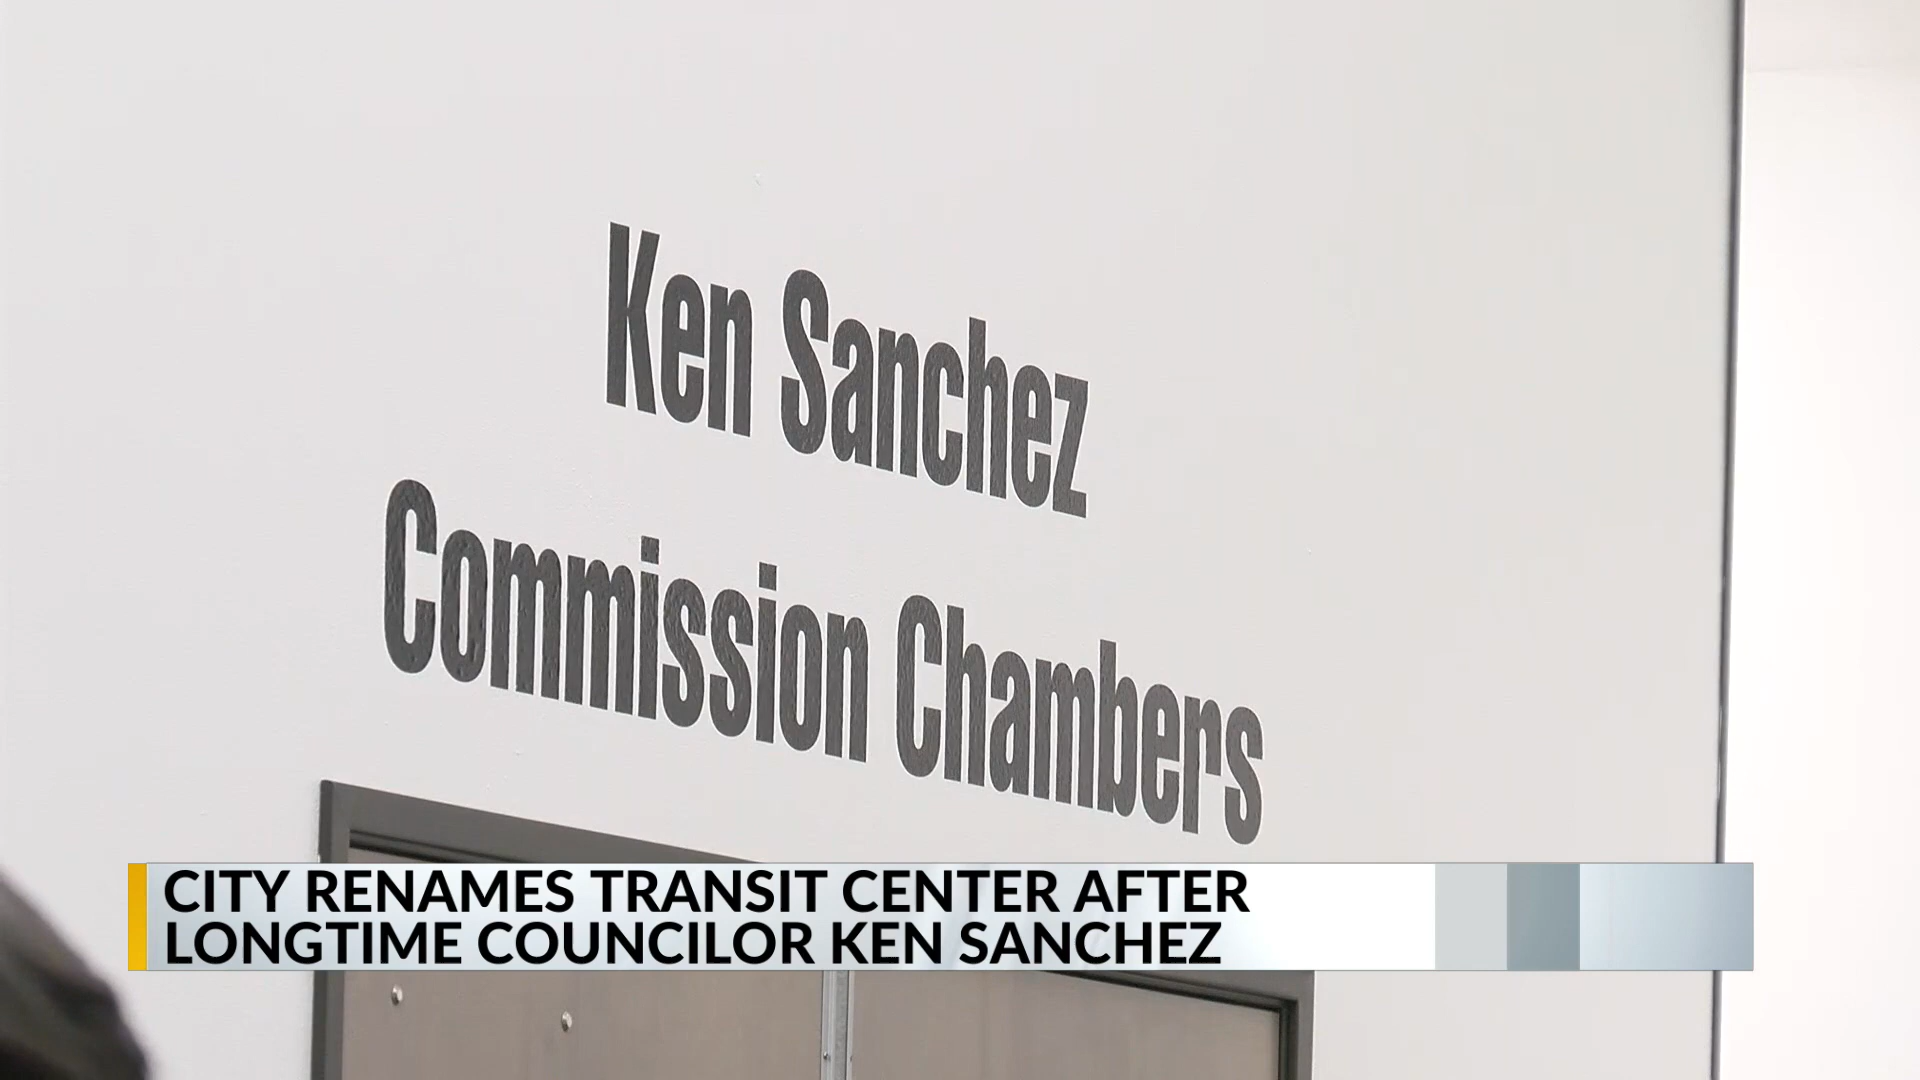 Ken Sanchez
Commission Chambers
CITY RENAMES TRANSIT CENTER AFTER
LONGTIME COUNCILOR KEN SANCHEZ